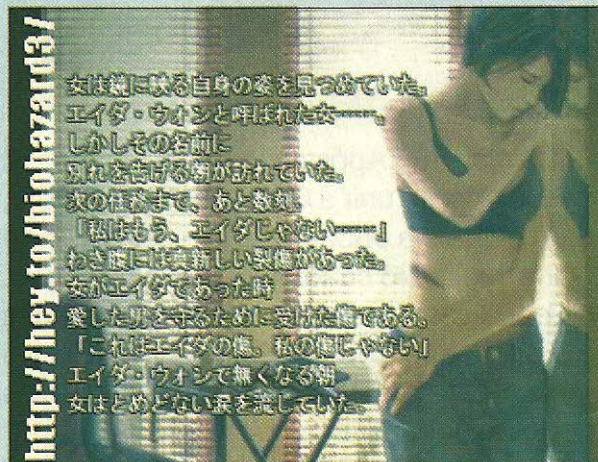 http://hey.to/biohazard3/
女は鏡に映る自身の姿を見つめていた。
エイダ・ウォンと呼ばれた女……。
しかしその名前に
別れを告げる朝が訪れていた。
次の任務まで、あと数刻。
「私はもう、エイダじゃない……」
わき腹には真新しい裂傷があった。
女がエイダであった時
愛した男を守るために受けた傷である。
「これはエイダの傷、私の傷じゃない」
エイダ・ウォンで無くなる朝
女はとめどない涙を流していた。